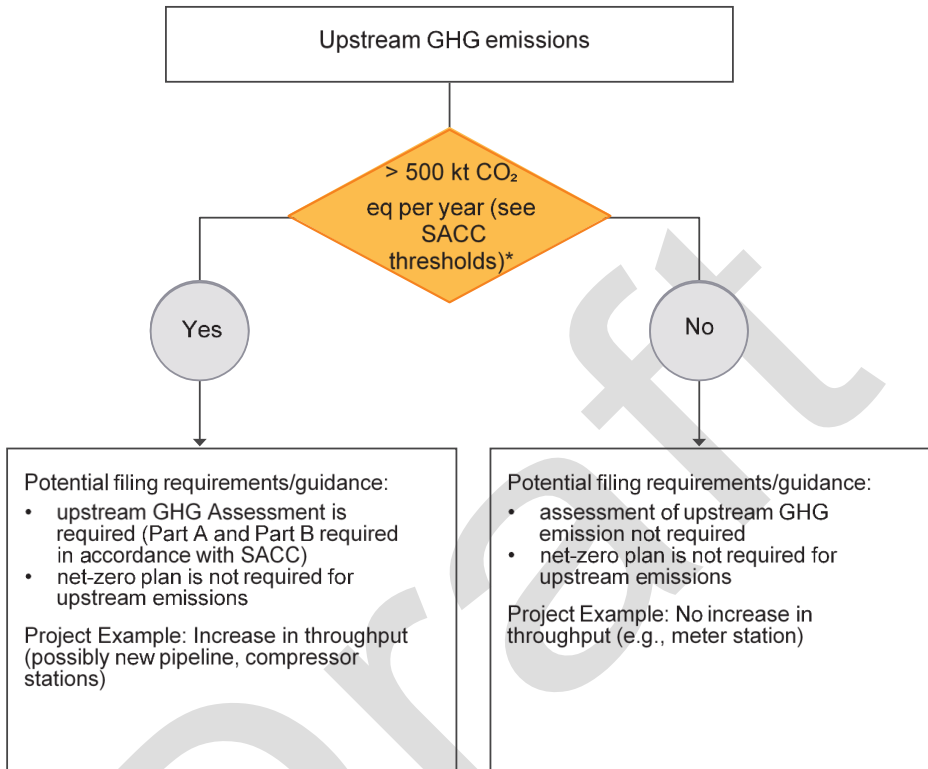 Upstream GHG emissions
> 500 kt CO₂
eq per year (see
SACC
thresholds)*
Yes
No
Potential filing requirements/guidance:
• upstream GHG Assessment is
required (Part A and Part B required
in accordance with SACC)
• net-zero plan is not required for
upstream emissions
Project Example: Increase in throughput
(possibly new pipeline, compressor
stations)
Potential filing requirements/guidance:
• assessment of upstream GHG
emission not required
• net-zero plan is not required for
upstream emissions
Project Example: No increase in
throughput (e.g., meter station)
Draft